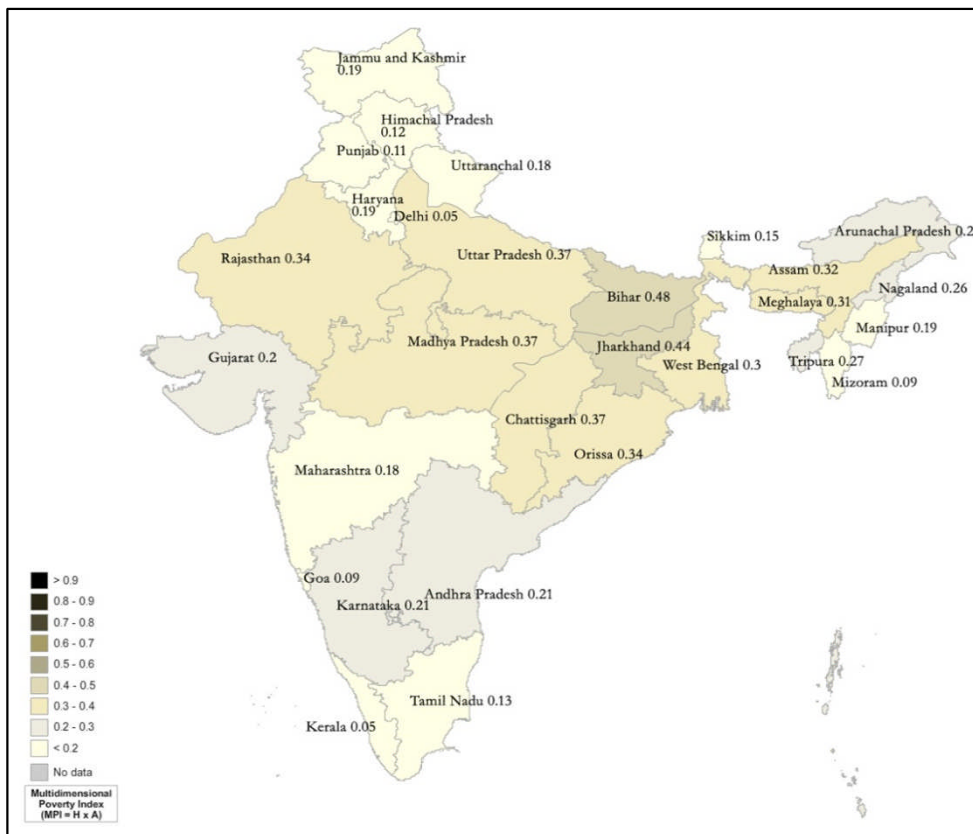 Jammu and Kashmir
0.19
Himachal Pradesh
0.12
Punjab 0.11
Uttaranchal 0.18
Haryana
0.19
Delhi 0.05
Rajasthan 0.34
Uttar Pradesh 0.37
Sikkim 0.15
Arunachal Pradesh 0.2
Assam 0.32
Nagaland 0.26
Meghalaya 0.31
Manipur 0.19
Tripura 0.27
Mizoram 0.09
Bihar 0.48
Jharkhand 0.44
West Bengal 0.3
Gujarat 0.2
Madhya Pradesh 0.37
Chattisgarh 0.37
Orissa 0.34
Maharashtra 0.18
Goa 0.09
Karnataka 0.21
Andhra Pradesh 0.21
Tamil Nadu 0.13
Kerala 0.05
> 0.9
0.8 - 0.9
0.7 - 0.8
0.6 - 0.7
0.5 - 0.6
0.4 - 0.5
0.3 - 0.4
0.2 - 0.3
< 0.2
No data
Multidimensional
Poverty Index
(MPI = H x A)